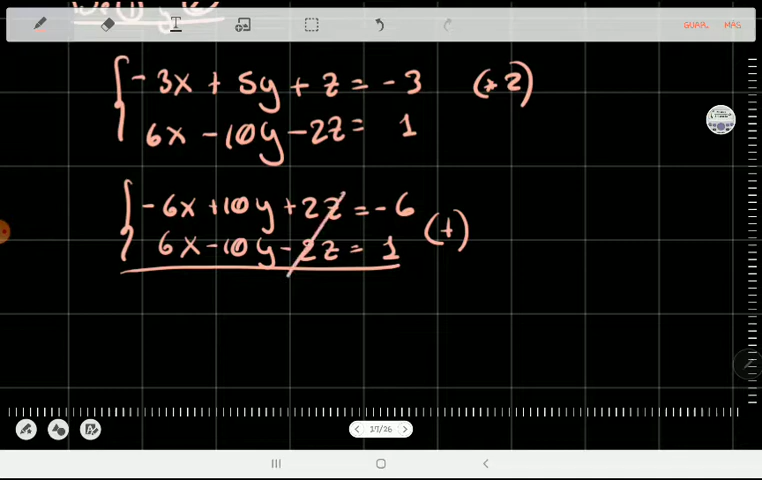 GUAR. MÁS
-3x + 5y + z = -3 (*2)
6x - 10y - 2z = 1
-6x + 10y + 2z = -6
6x - 10y - 2z = 1 (+)
17/26